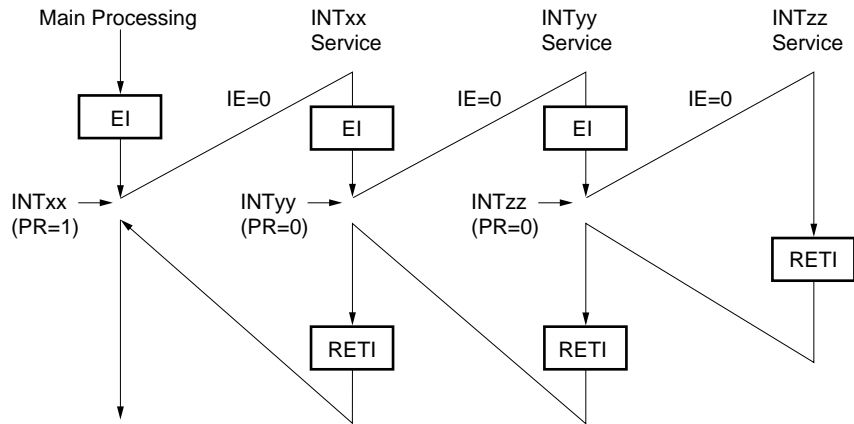 Main Processing
INTxx
Service
INTyy
Service
INTzz
Service
IE=0
IE=0
IE=0
EI
EI
EI
INTxx
(PR=1)
INTyy
(PR=0)
INTzz
(PR=0)
RETI
RETI
RETI